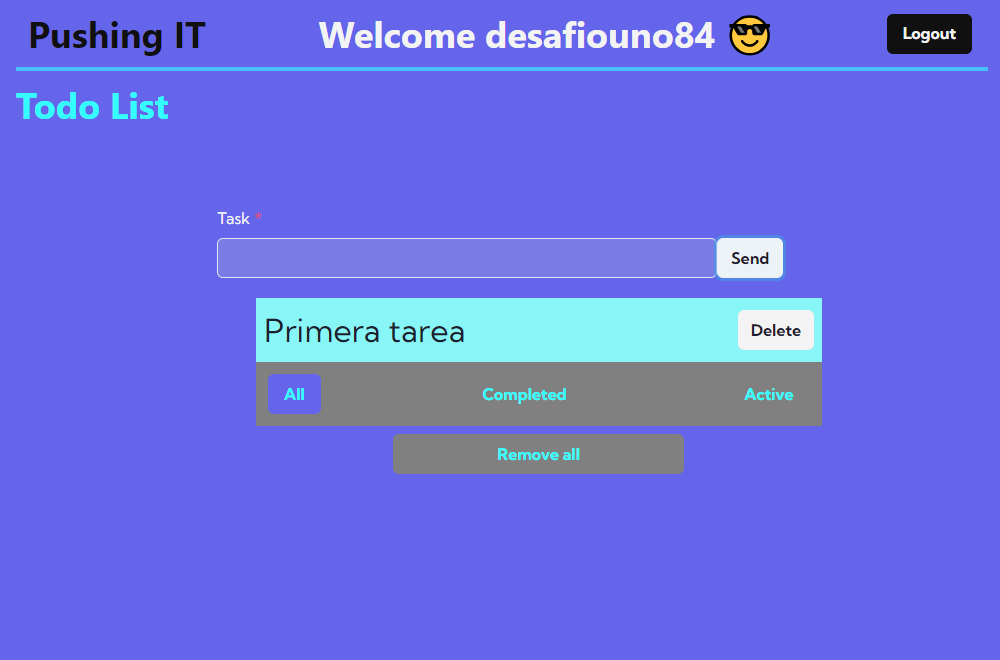 Pushing IT
Welcome desafiouno84 😎
Logout
Todo List
Task *
Send
Primera tarea
Delete
All
Completed
Active
Remove all